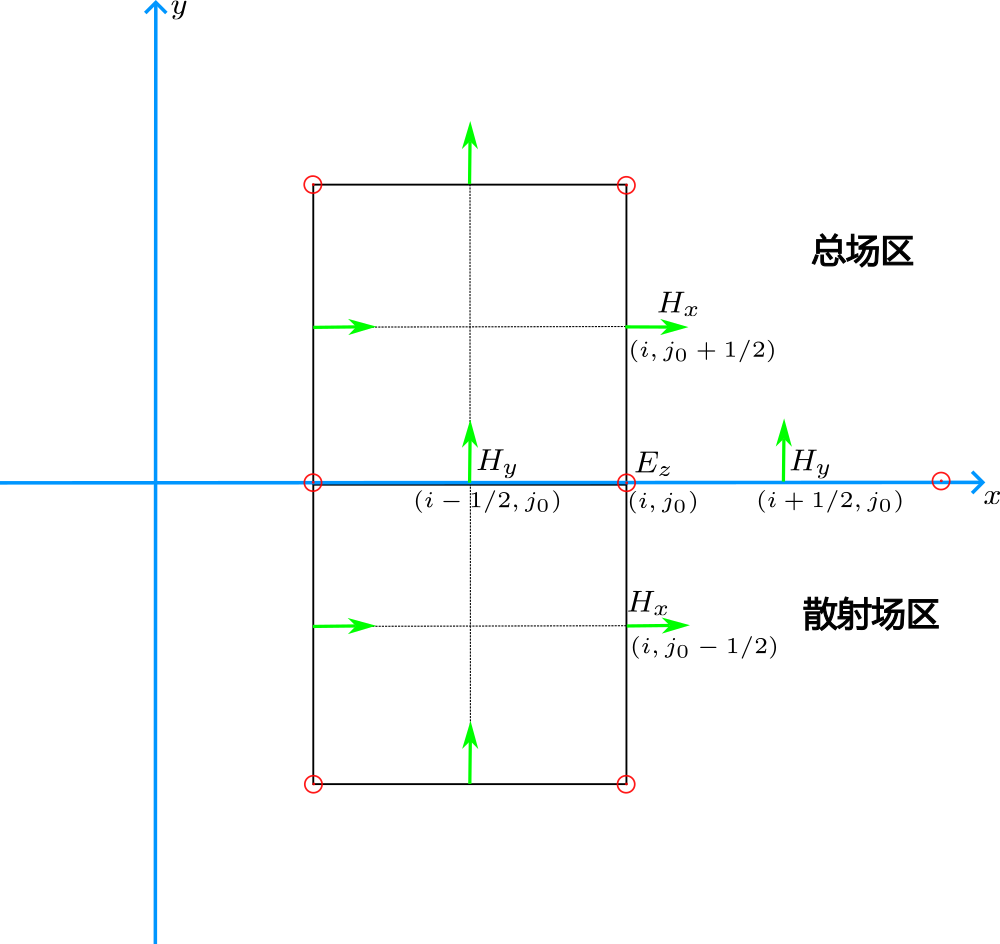 y
总场区
H_x
(i, j_0 + 1/2)
H_y
E_z
H_y
(i − 1/2, j_0)
(i, j_0)
(i + 1/2, j_0)
x
H_x
散射场区
(i, j_0 − 1/2)